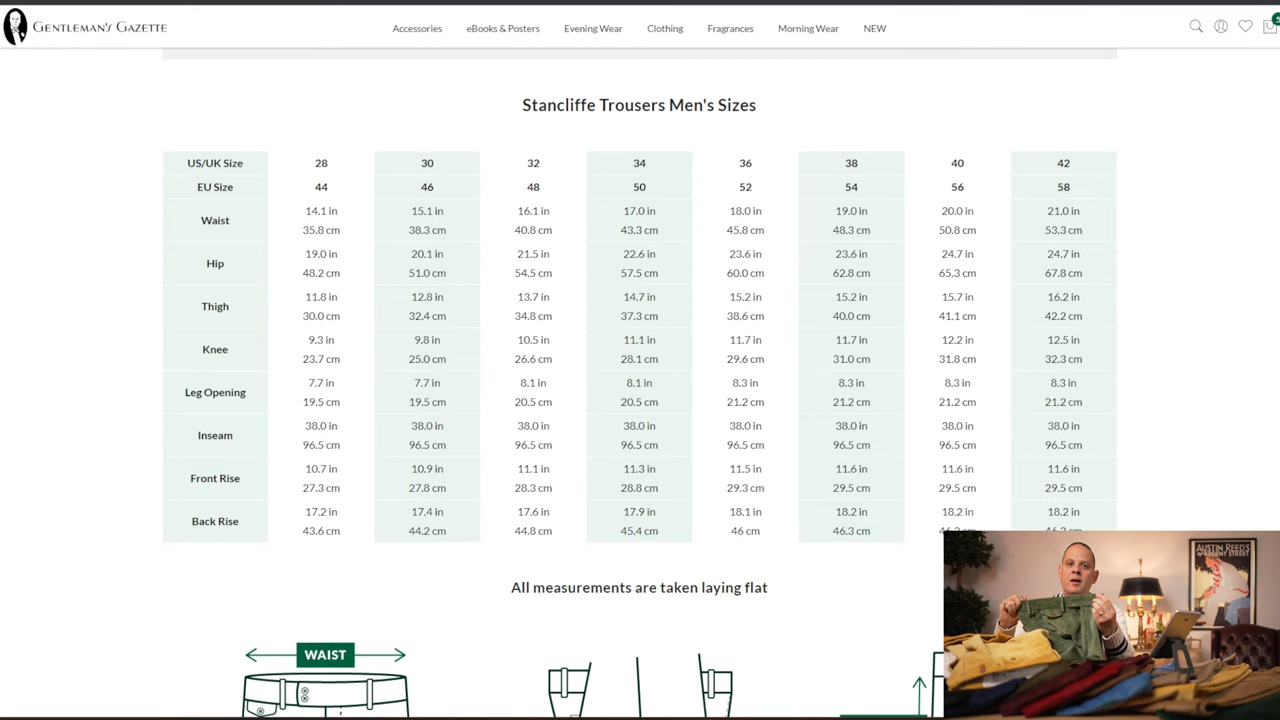 GENTLEMAN'S GAZETTE
Accessories eBooks & Posters Evening Wear Clothing Fragrances Morning Wear NEW
Stancliffe Trousers Men's Sizes
US/UK Size 28 30 32 34 36 38 40 42
EU Size 44 46 48 50 52 54 56 58
Waist
14.1 in 15.1 in 16.1 in 17.0 in 18.0 in 19.0 in 20.0 in 21.0 in
35.8 cm 38.3 cm 40.8 cm 43.3 cm 45.8 cm 48.3 cm 50.8 cm 53.3 cm
Hip
19.0 in 20.1 in 21.5 in 22.6 in 23.6 in 23.6 in 24.7 in 24.7 in
48.2 cm 51.0 cm 54.5 cm 57.5 cm 60.0 cm 62.8 cm 65.3 cm 67.8 cm
Thigh
11.8 in 12.8 in 13.7 in 14.7 in 15.2 in 15.2 in 15.7 in 16.2 in
30.0 cm 32.4 cm 34.8 cm 37.3 cm 38.6 cm 40.0 cm 41.1 cm 42.2 cm
Knee
9.3 in 9.8 in 10.5 in 11.1 in 11.7 in 11.7 in 12.2 in 12.5 in
23.7 cm 25.0 cm 26.6 cm 28.1 cm 29.6 cm 31.0 cm 31.8 cm 32.3 cm
Leg Opening
7.7 in 7.7 in 8.1 in 8.1 in 8.3 in 8.3 in 8.3 in 8.3 in
19.5 cm 19.5 cm 20.5 cm 20.5 cm 21.2 cm 21.2 cm 21.2 cm 21.2 cm
Inseam
38.0 in 38.0 in 38.0 in 38.0 in 38.0 in 38.0 in 38.0 in 38.0 in
96.5 cm 96.5 cm 96.5 cm 96.5 cm 96.5 cm 96.5 cm 96.5 cm 96.5 cm
Front Rise
10.7 in 10.9 in 11.1 in 11.3 in 11.5 in 11.6 in 11.6 in 11.6 in
27.3 cm 27.8 cm 28.3 cm 28.8 cm 29.3 cm 29.5 cm 29.5 cm 29.5 cm
Back Rise
17.2 in 17.4 in 17.6 in 17.9 in 18.1 in 18.2 in 18.2 in 18.2 in
43.6 cm 44.2 cm 44.8 cm 45.4 cm 46 cm 46.3 cm
AUSTIN REED'S
OF REGENT STREET
All measurements are taken laying flat
WAIST